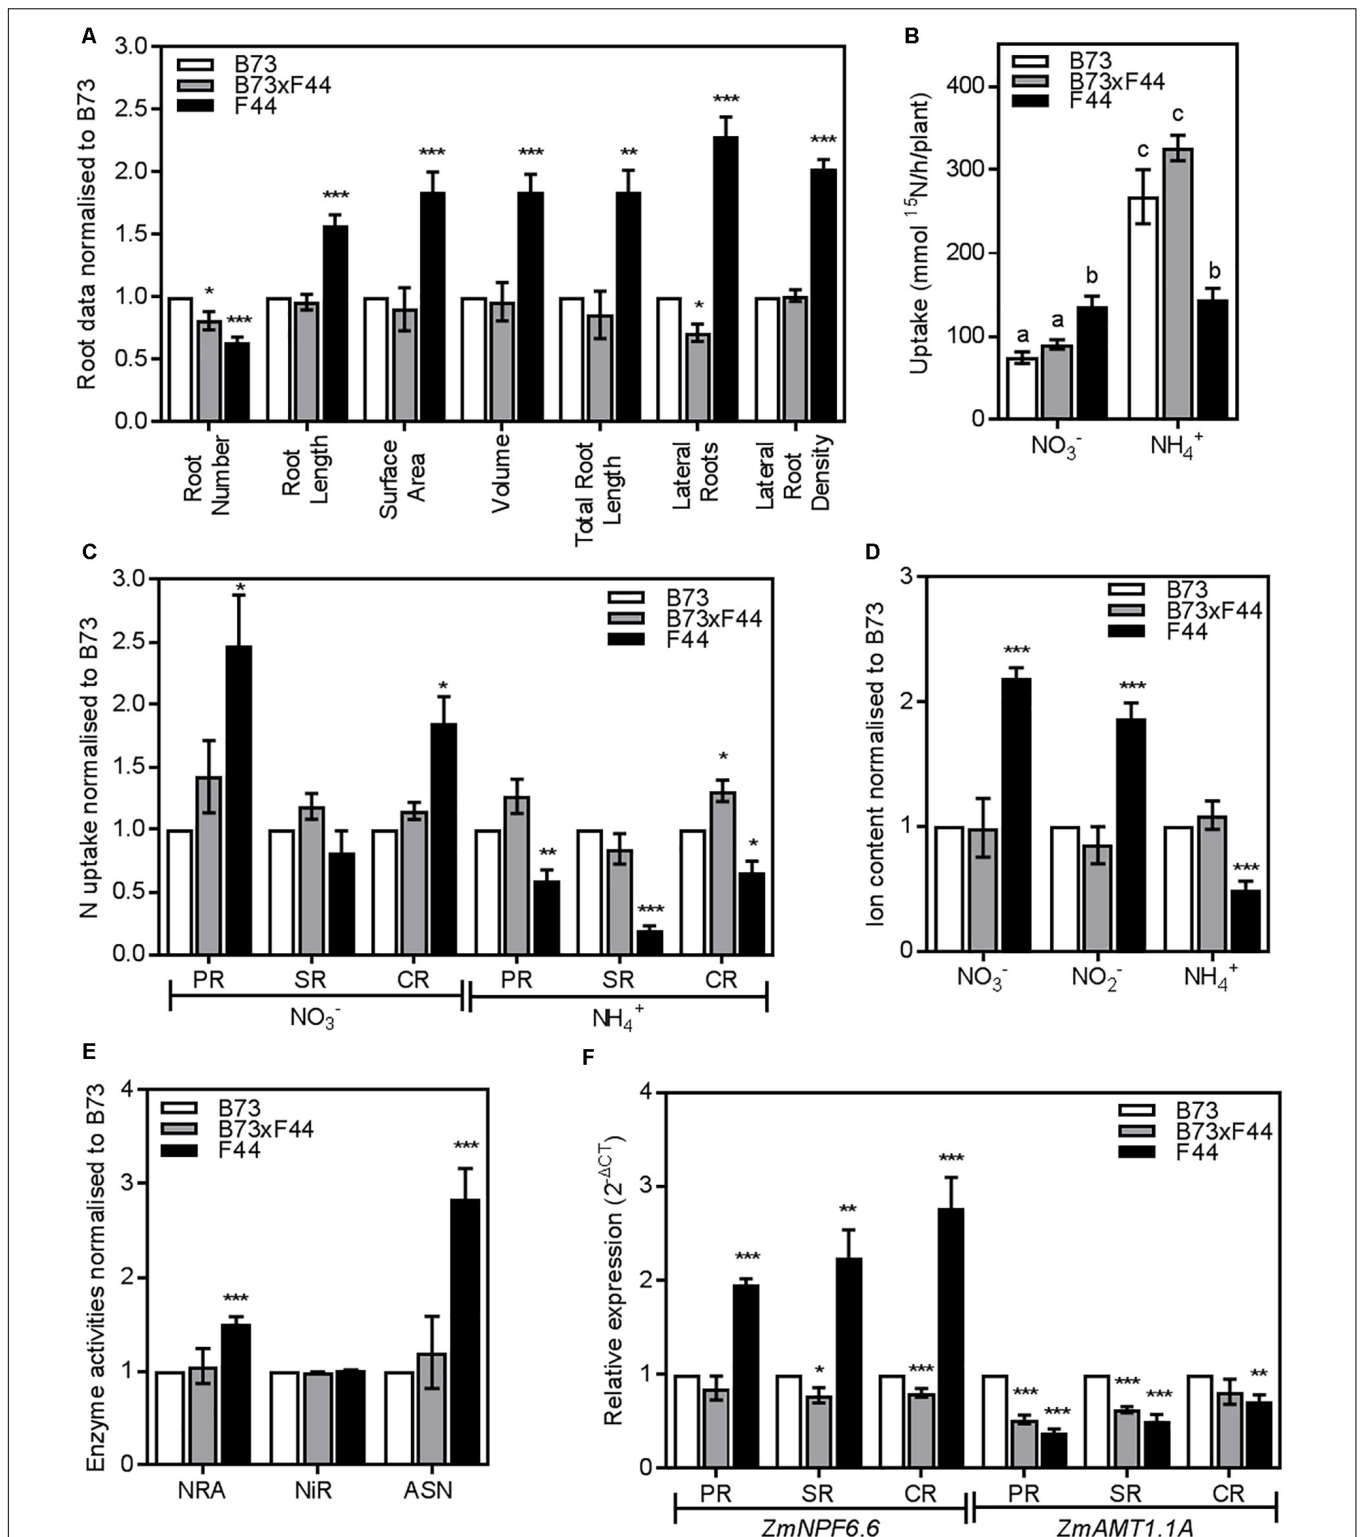 A
Root data normalised to B73
3.0
2.5
2.0
1.5
1.0
0.5
0.0
B73
B73xF44
F44
* *** *** *** *** ** * *** ***
Root Number
Root Length
Surface Area
Volume
Total Root Length
Lateral Roots
Lateral Root Density
B
Uptake (mmol ¹⁵N/h/plant)
400
300
200
100
0
B73
B73xF44
F44
a a b c c b
NO₃⁻ NH₄⁺
C
N uptake normalised to B73
3.0
2.5
2.0
1.5
1.0
0.5
0.0
B73
B73xF44
F44
* * ** *** * *
PR SR CR PR SR CR
NO₃⁻ NH₄⁺
D
Ion content normalised to B73
3
2
1
0
B73
B73xF44
F44
*** *** ***
NO₃⁻ NO₂⁻ NH₄⁺
E
Enzyme activities normalised to B73
4
3
2
1
0
B73
B73xF44
F44
*** ***
NRA NiR ASN
F
Relative expression (2⁻ΔCT)
4
3
2
1
0
B73
B73xF44
F44
*** * ** *** *** *** *** *** *** **
PR SR CR PR SR CR
ZmNPF6.6 ZmAMT1.1A